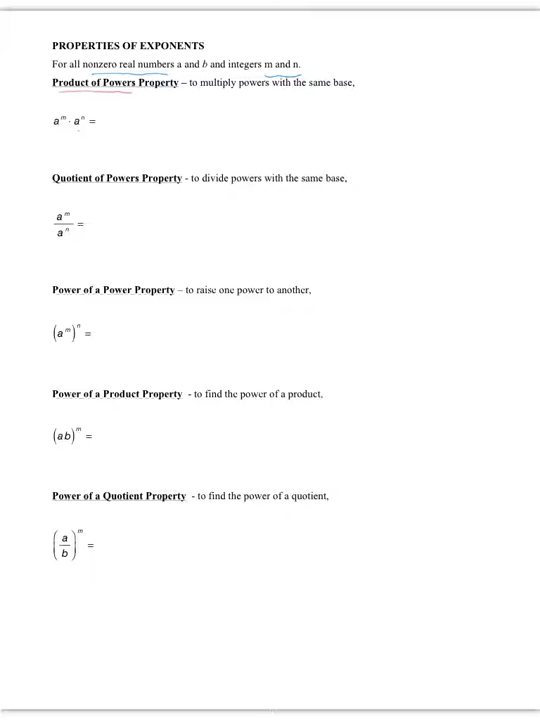 PROPERTIES OF EXPONENTS
For all nonzero real numbers a and b and integers m and n.
Product of Powers Property – to multiply powers with the same base,
a^m · a^n =
Quotient of Powers Property - to divide powers with the same base,
a^m / a^n =
Power of a Power Property – to raise one power to another,
(a^m)^n =
Power of a Product Property - to find the power of a product,
(ab)^m =
Power of a Quotient Property - to find the power of a quotient,
(a/b)^m =